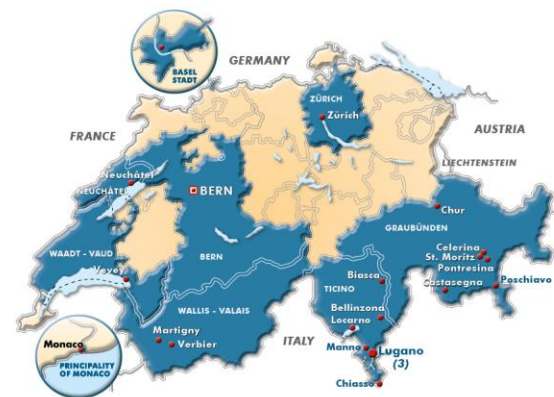 BASEL
STADT
GERMANY
ZÜRICH
Zürich
FRANCE
AUSTRIA
LIECHTENSTEIN
Neuchâtel
NEUCHÂTEL
BERN
Chur
GRAUBÜNDEN
WAADT - VAUD
BERN
Celerina
St. Moritz
Pontresina
Vevey
Biasca
Castasegna
Poschiavo
TICINO
WALLIS - VALAIS
Bellinzona
Locarno
Martigny
Verbier
ITALY
Manno
Lugano
(3)
Chiasso
Monaco
PRINCIPALITY
OF MONACO